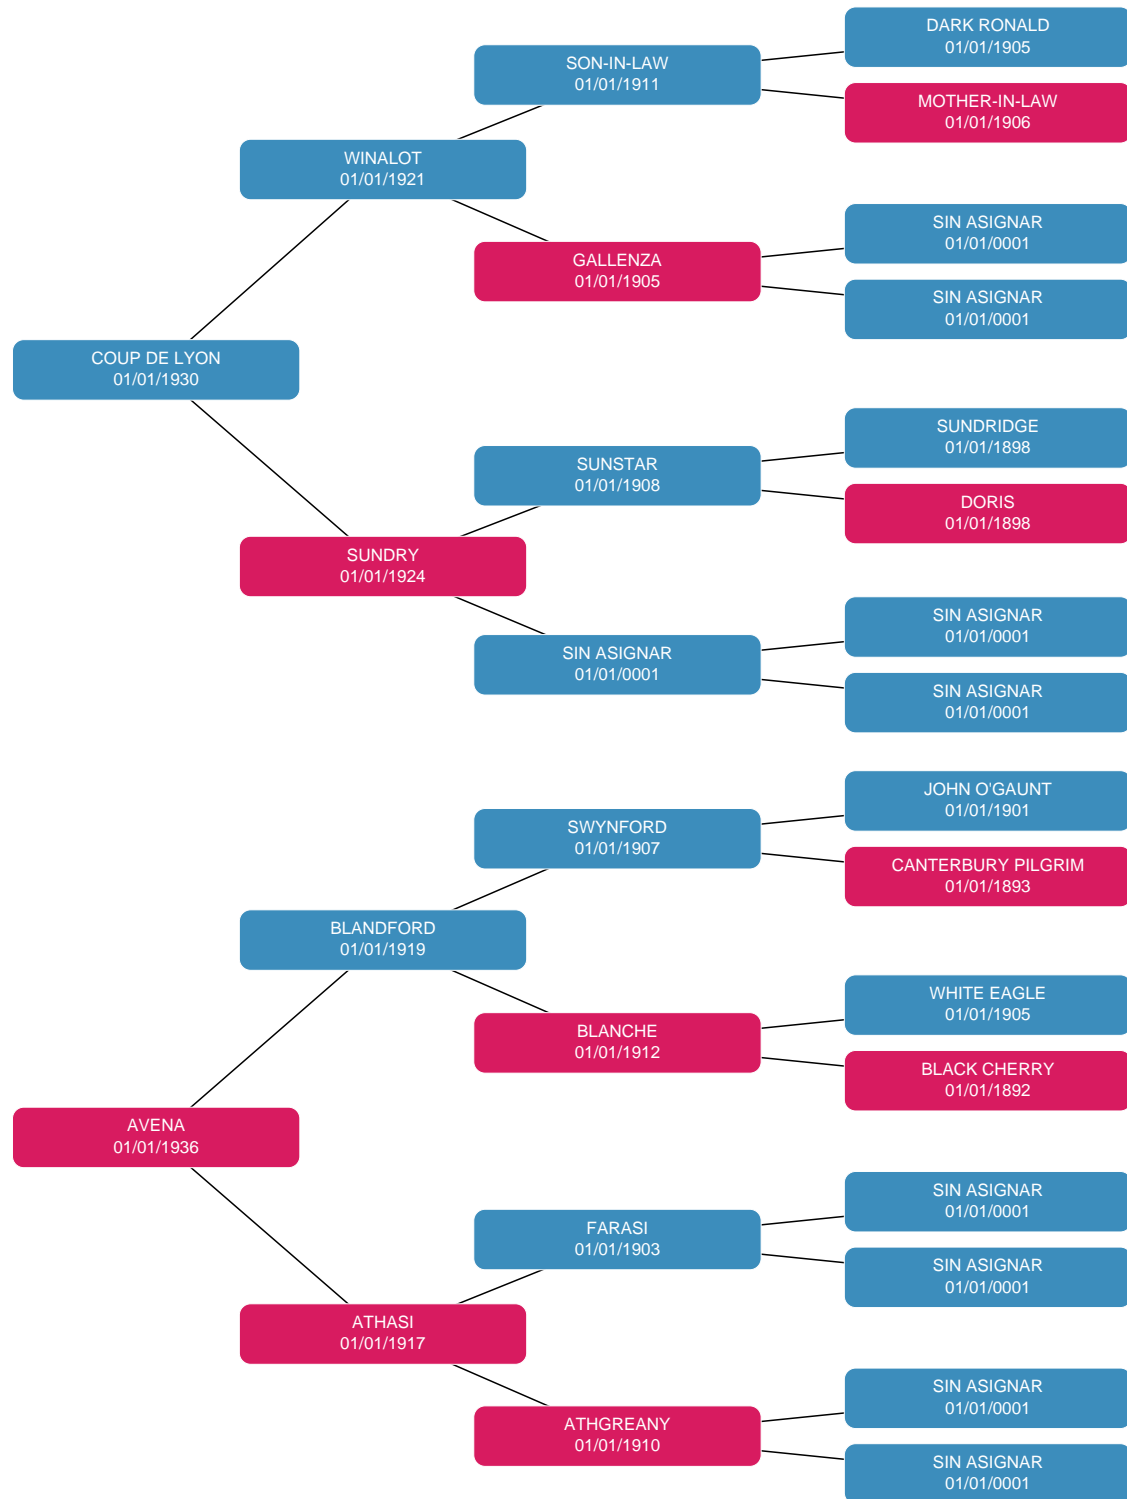 DARK RONALD
01/01/1905
SON-IN-LAW
01/01/1911
MOTHER-IN-LAW
01/01/1906
WINALOT
01/01/1921
SIN ASIGNAR
01/01/0001
GALLENZA
01/01/1905
SIN ASIGNAR
01/01/0001
COUP DE LYON
01/01/1930
SUNDRIDGE
01/01/1898
SUNSTAR
01/01/1908
DORIS
01/01/1898
SUNDRY
01/01/1924
SIN ASIGNAR
01/01/0001
SIN ASIGNAR
01/01/0001
SIN ASIGNAR
01/01/0001
JOHN O'GAUNT
01/01/1901
SWYNFORD
01/01/1907
CANTERBURY PILGRIM
01/01/1893
BLANDFORD
01/01/1919
WHITE EAGLE
01/01/1905
BLANCHE
01/01/1912
BLACK CHERRY
01/01/1892
AVENA
01/01/1936
SIN ASIGNAR
01/01/0001
FARASI
01/01/1903
SIN ASIGNAR
01/01/0001
ATHASI
01/01/1917
SIN ASIGNAR
01/01/0001
ATHGREANY
01/01/1910
SIN ASIGNAR
01/01/0001